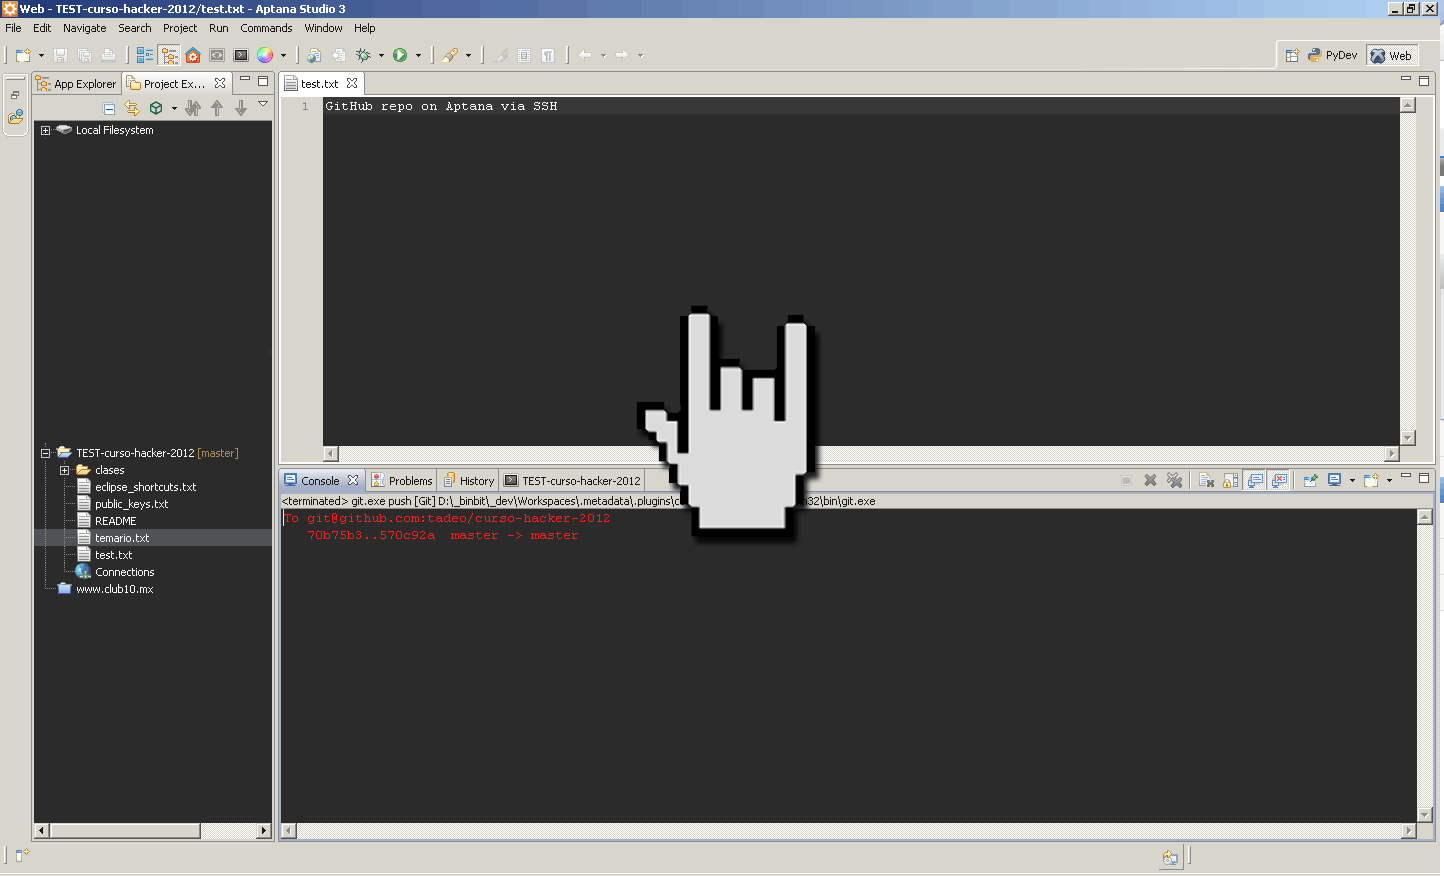 Web - TEST-curso-hacker-2012/test.txt - Aptana Studio 3
File Edit Navigate Search Project Run Commands Window Help
PyDev Web
App Explorer Project Ex... test.txt
1 GitHub repo on Aptana via SSH
Local Filesystem
TEST-curso-hacker-2012 [master]
clases
eclipse_shortcuts.txt
public_keys.txt
README
temario.txt
test.txt
Connections
www.club10.mx
Console Problems History TEST-curso-hacker-2012
<terminated> git.exe push [Git] D:\_binbit\_dev\Workspaces\.metadata\.plugins\c 32\bin\git.exe
To git@github.com:tadeo/curso-hacker-2012
70b75b3..570c92a master -> master